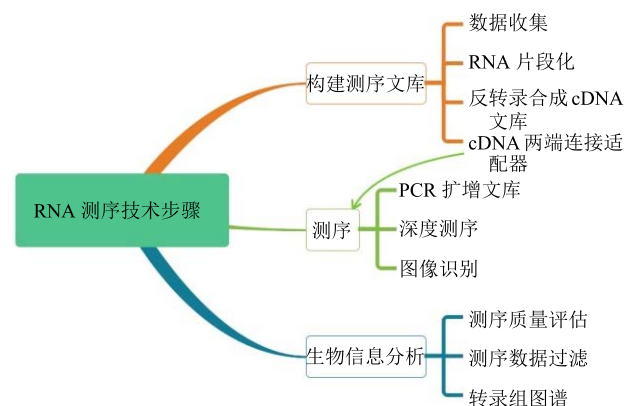 RNA 测序技术步骤
构建测序文库
数据收集
RNA 片段化
反转录合成 cDNA
文库
cDNA 两端连接适
配器
测序
PCR 扩增文库
深度测序
图像识别
生物信息分析
测序质量评估
测序数据过滤
转录组图谱